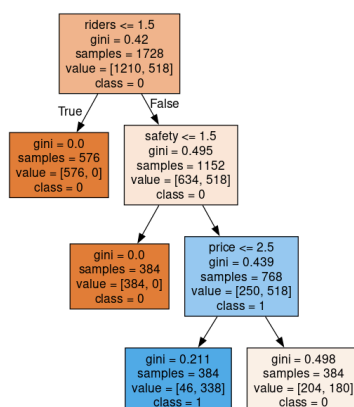 riders <= 1.5
gini = 0.42
samples = 1728
value = [1210, 518]
class = 0
True
False
gini = 0.0
samples = 576
value = [576, 0]
class = 0
safety <= 1.5
gini = 0.495
samples = 1152
value = [634, 518]
class = 0
gini = 0.0
samples = 384
value = [384, 0]
class = 0
price <= 2.5
gini = 0.439
samples = 768
value = [250, 518]
class = 1
gini = 0.211
samples = 384
value = [46, 338]
class = 1
gini = 0.498
samples = 384
value = [204, 180]
class = 0